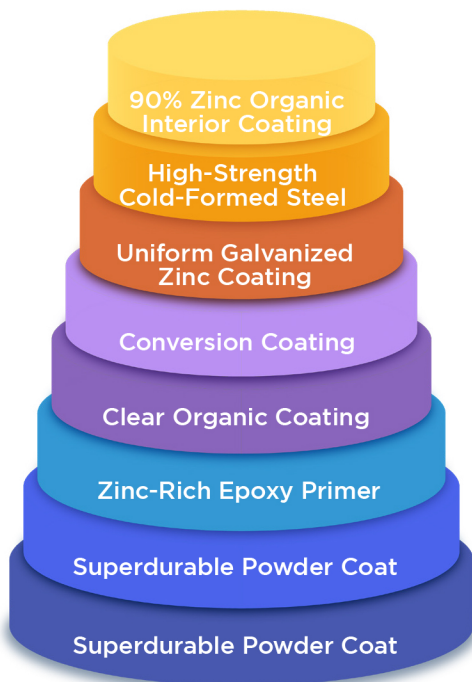 90% Zinc Organic
Interior Coating
High-Strength
Cold-Formed Steel
Uniform Galvanized
Zinc Coating
Conversion Coating
Clear Organic Coating
Zinc-Rich Epoxy Primer
Superdurable Powder Coat
Superdurable Powder Coat